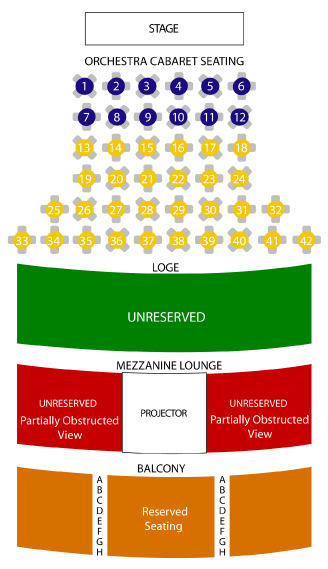 STAGE
ORCHESTRA CABARET SEATING
1 2 3 4 5 6
7 8 9 10 11 12
13 14 15 16 17 18
19 20 21 22 23 24
25 26 27 28 29 30 31 32
33 34 35 36 37 38 39 40 41 42
LOGE
UNRESERVED
MEZZANINE LOUNGE
UNRESERVED
Partially Obstructed
View
PROJECTOR
UNRESERVED
Partially Obstructed
View
BALCONY
A
B
C
D
E
F
G
H
Reserved
Seating
A
B
C
D
E
F
G
H